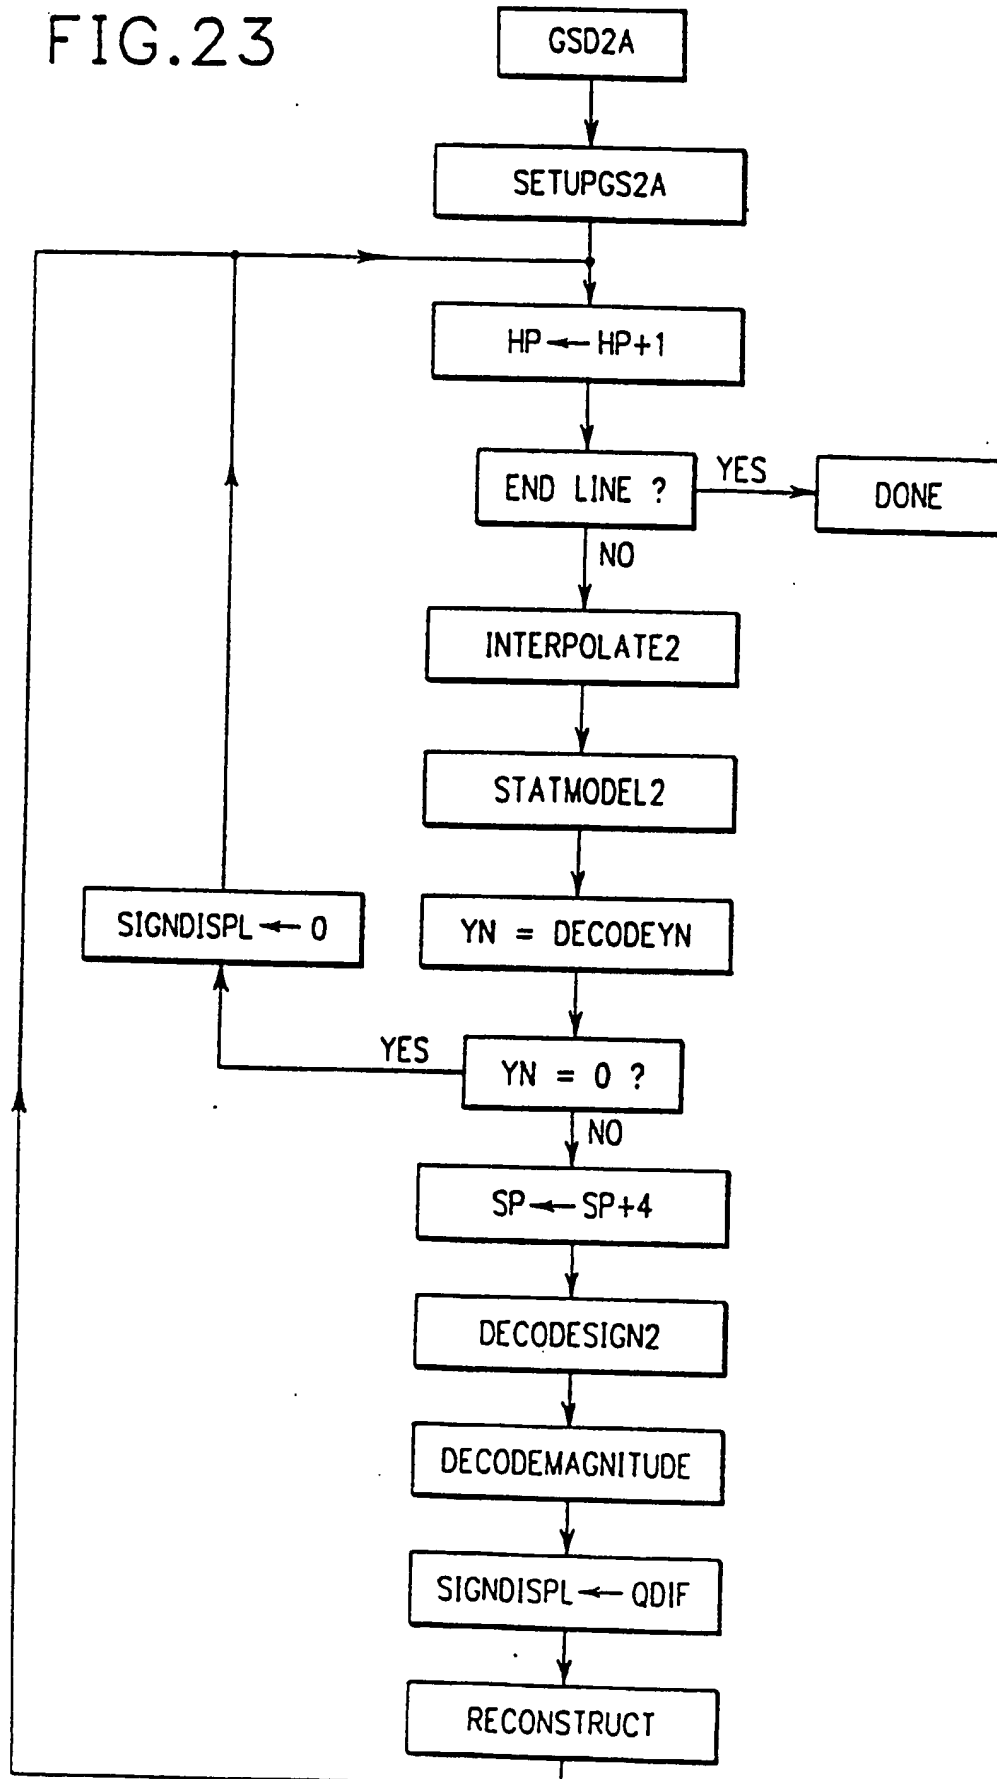 FIG.23
GSD2A
SETUPGS2A
HP ← HP+1
END LINE ?
YES
DONE
NO
INTERPOLATE2
STATMODEL2
SIGNDISPL ← 0
YN = DECODEYN
YES
YN = 0 ?
NO
SP ← SP+4
DECODESIGN2
DECODEMAGNITUDE
SIGNDISPL ← QDIF
RECONSTRUCT